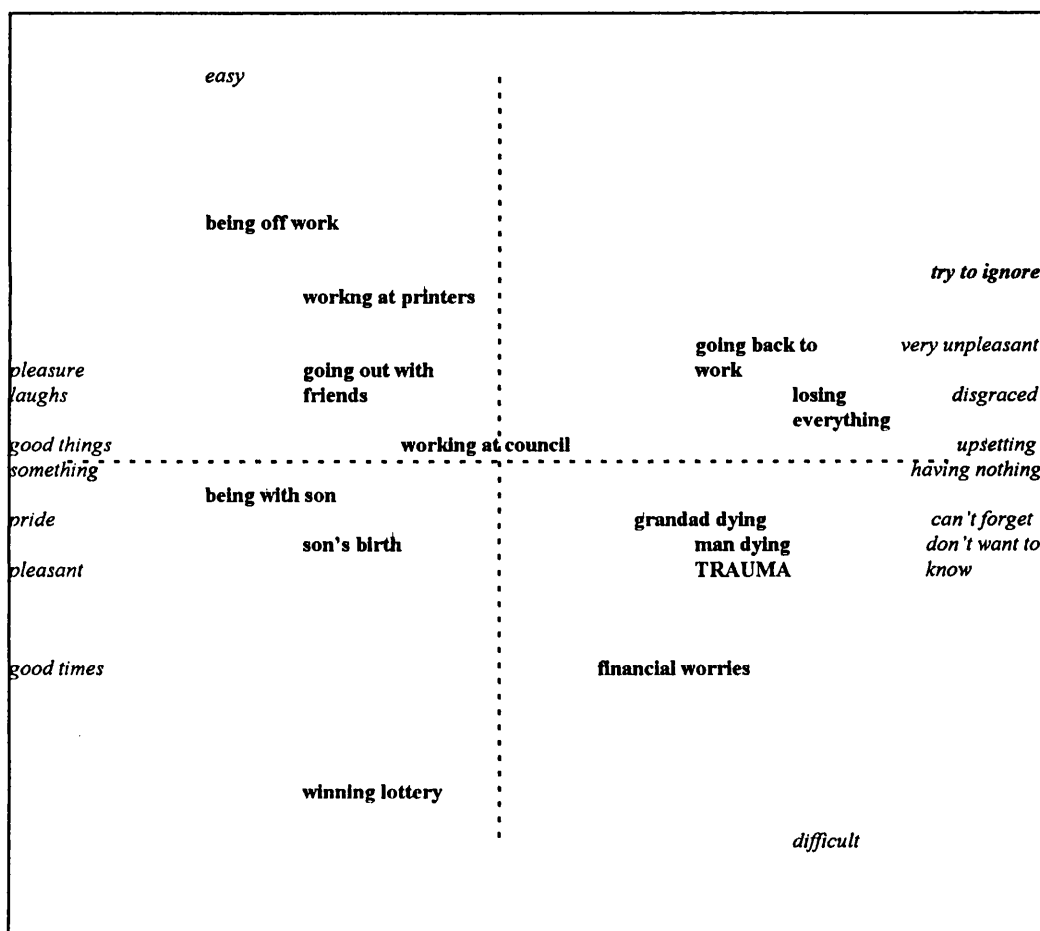 easy
being off work
try to ignore
workng at printers
going back to very unpleasant
pleasure going out with work
laughs friends losing disgraced
everything
good things working at council upsetting
something having nothing
being with son
pride grandad dying can't forget
son's birth man dying don't want to
pleasant TRAUMA know
good times financial worries
winning lottery
difficult